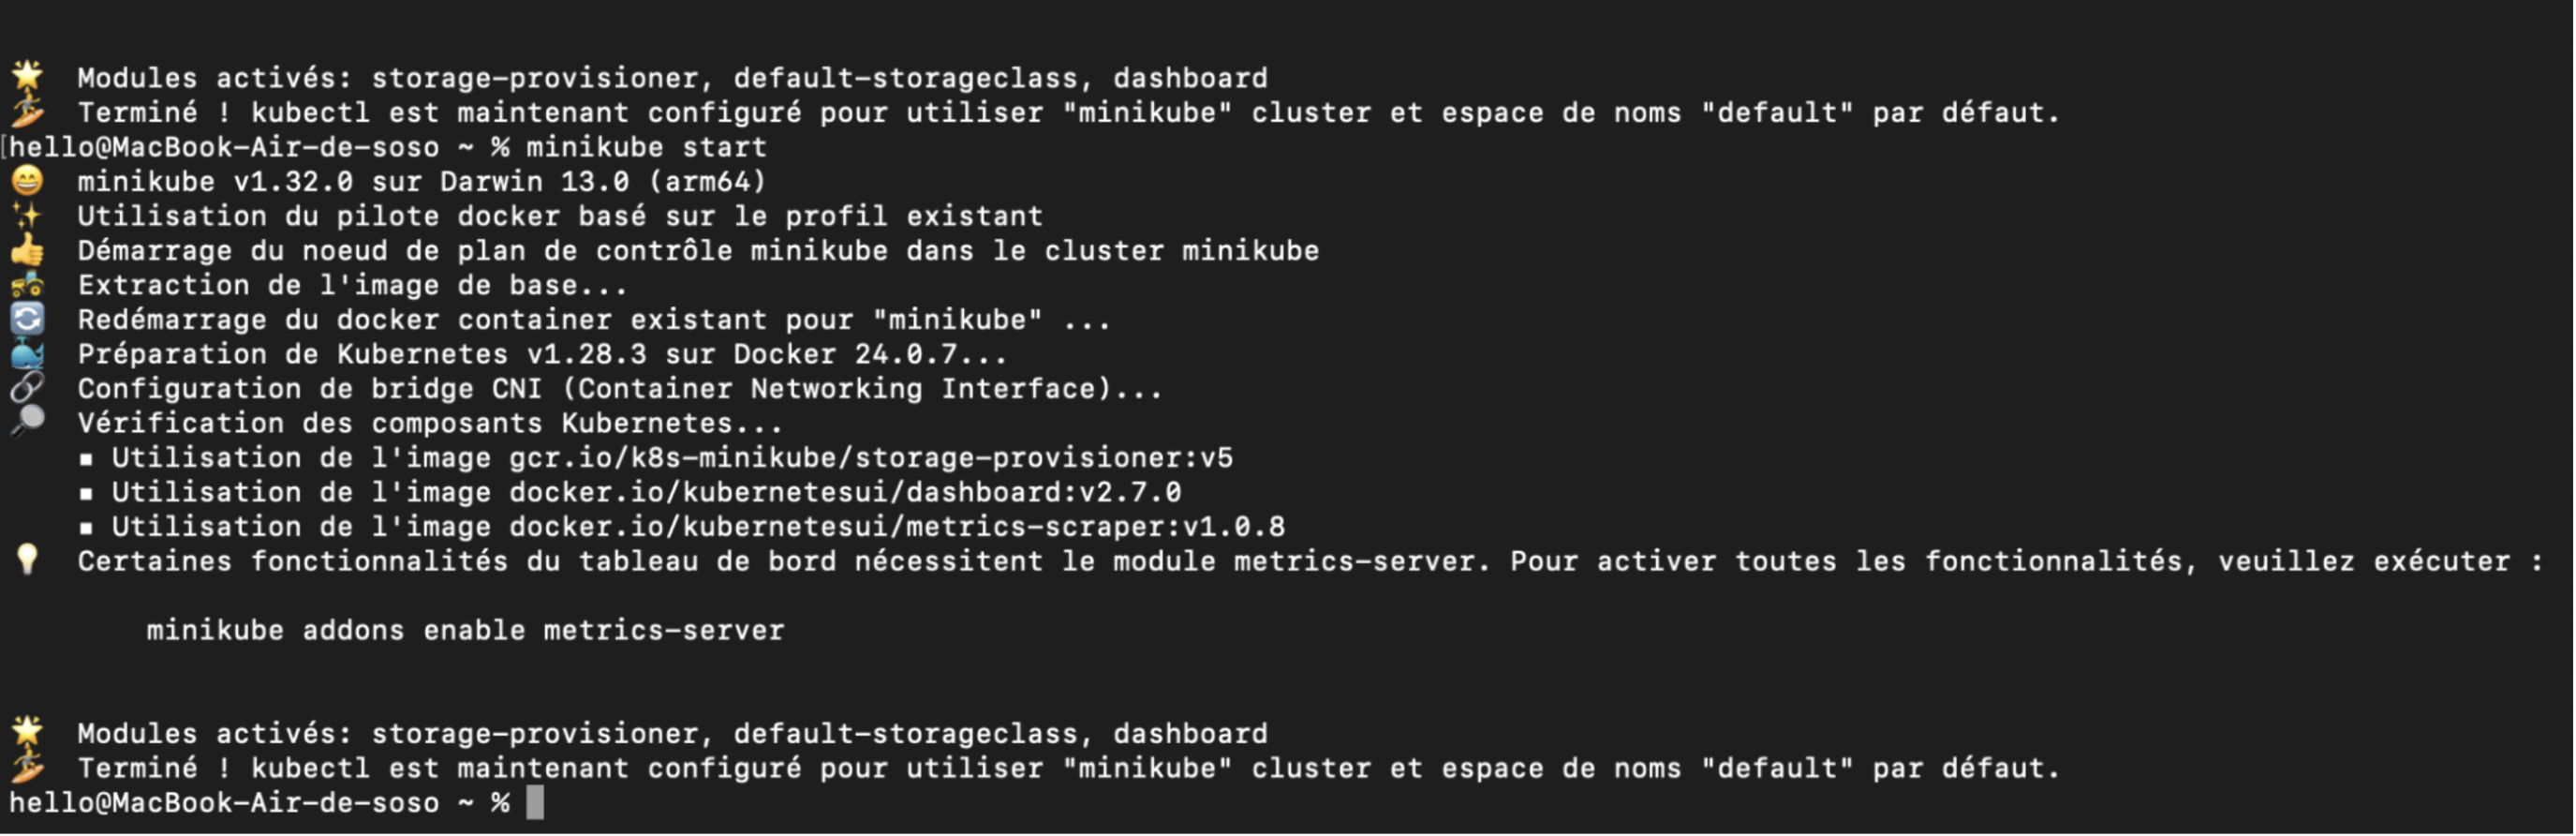 Modules activés: storage-provisioner, default-storageclass, dashboard
Terminé ! kubectl est maintenant configuré pour utiliser "minikube" cluster et espace de noms "default" par défaut.
[hello@MacBook-Air-de-soso ~ % minikube start
minikube v1.32.0 sur Darwin 13.0 (arm64)
Utilisation du pilote docker basé sur le profil existant
Démarrage du noeud de plan de contrôle minikube dans le cluster minikube
Extraction de l'image de base...
Redémarrage du docker container existant pour "minikube" ...
Préparation de Kubernetes v1.28.3 sur Docker 24.0.7...
Configuration de bridge CNI (Container Networking Interface)...
Vérification des composants Kubernetes...
▪ Utilisation de l'image gcr.io/k8s-minikube/storage-provisioner:v5
▪ Utilisation de l'image docker.io/kubernetesui/dashboard:v2.7.0
▪ Utilisation de l'image docker.io/kubernetesui/metrics-scraper:v1.0.8
Certaines fonctionnalités du tableau de bord nécessitent le module metrics-server. Pour activer toutes les fonctionnalités, veuillez exécuter :
minikube addons enable metrics-server
Modules activés: storage-provisioner, default-storageclass, dashboard
Terminé ! kubectl est maintenant configuré pour utiliser "minikube" cluster et espace de noms "default" par défaut.
hello@MacBook-Air-de-soso ~ %